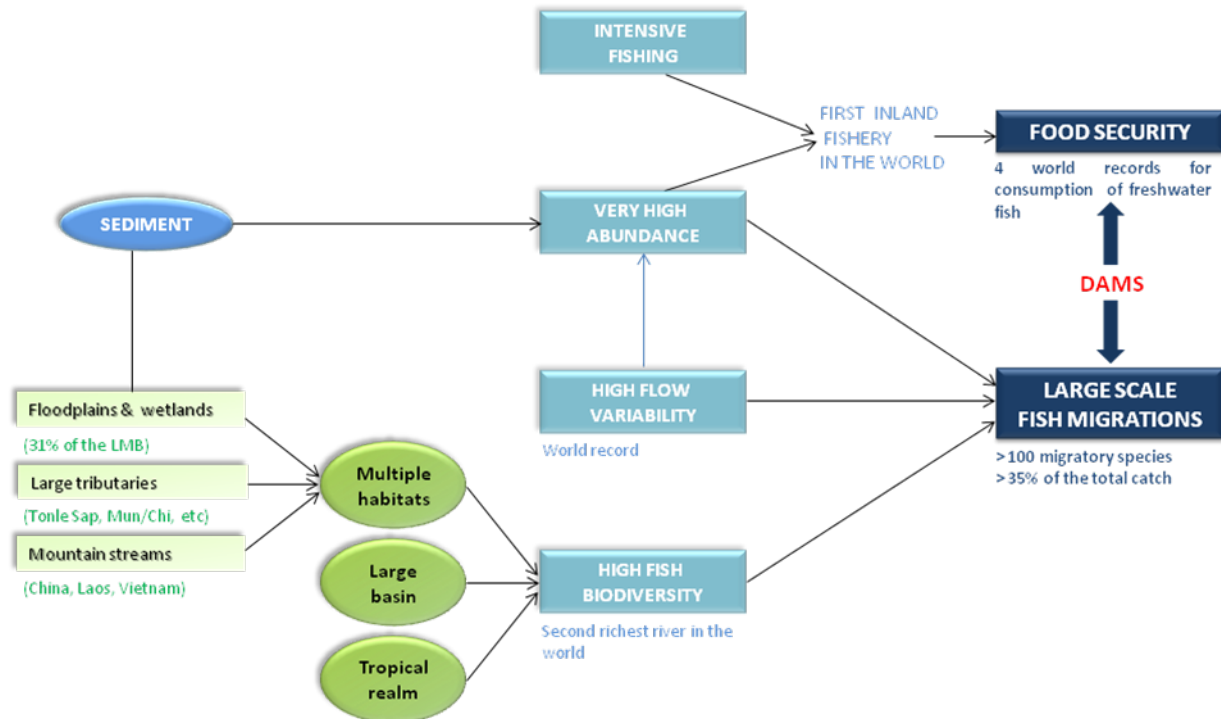 INTENSIVE
FISHING
FIRST INLAND
FISHERY
IN THE WORLD
FOOD SECURITY
4 world records for
consumption of freshwater
fish
SEDIMENT
VERY HIGH
ABUNDANCE
DAMS
Floodplains & wetlands
(31% of the LMB)
Large tributaries
(Tonle Sap, Mun/Chi, etc)
Mountain streams
(China, Laos, Vietnam)
Multiple
habitats
Large
basin
Tropical
realm
HIGH FLOW
VARIABILITY
World record
HIGH FISH
BIODIVERSITY
Second richest river in the
world
LARGE SCALE
FISH MIGRATIONS
>100 migratory species
>35% of the total catch